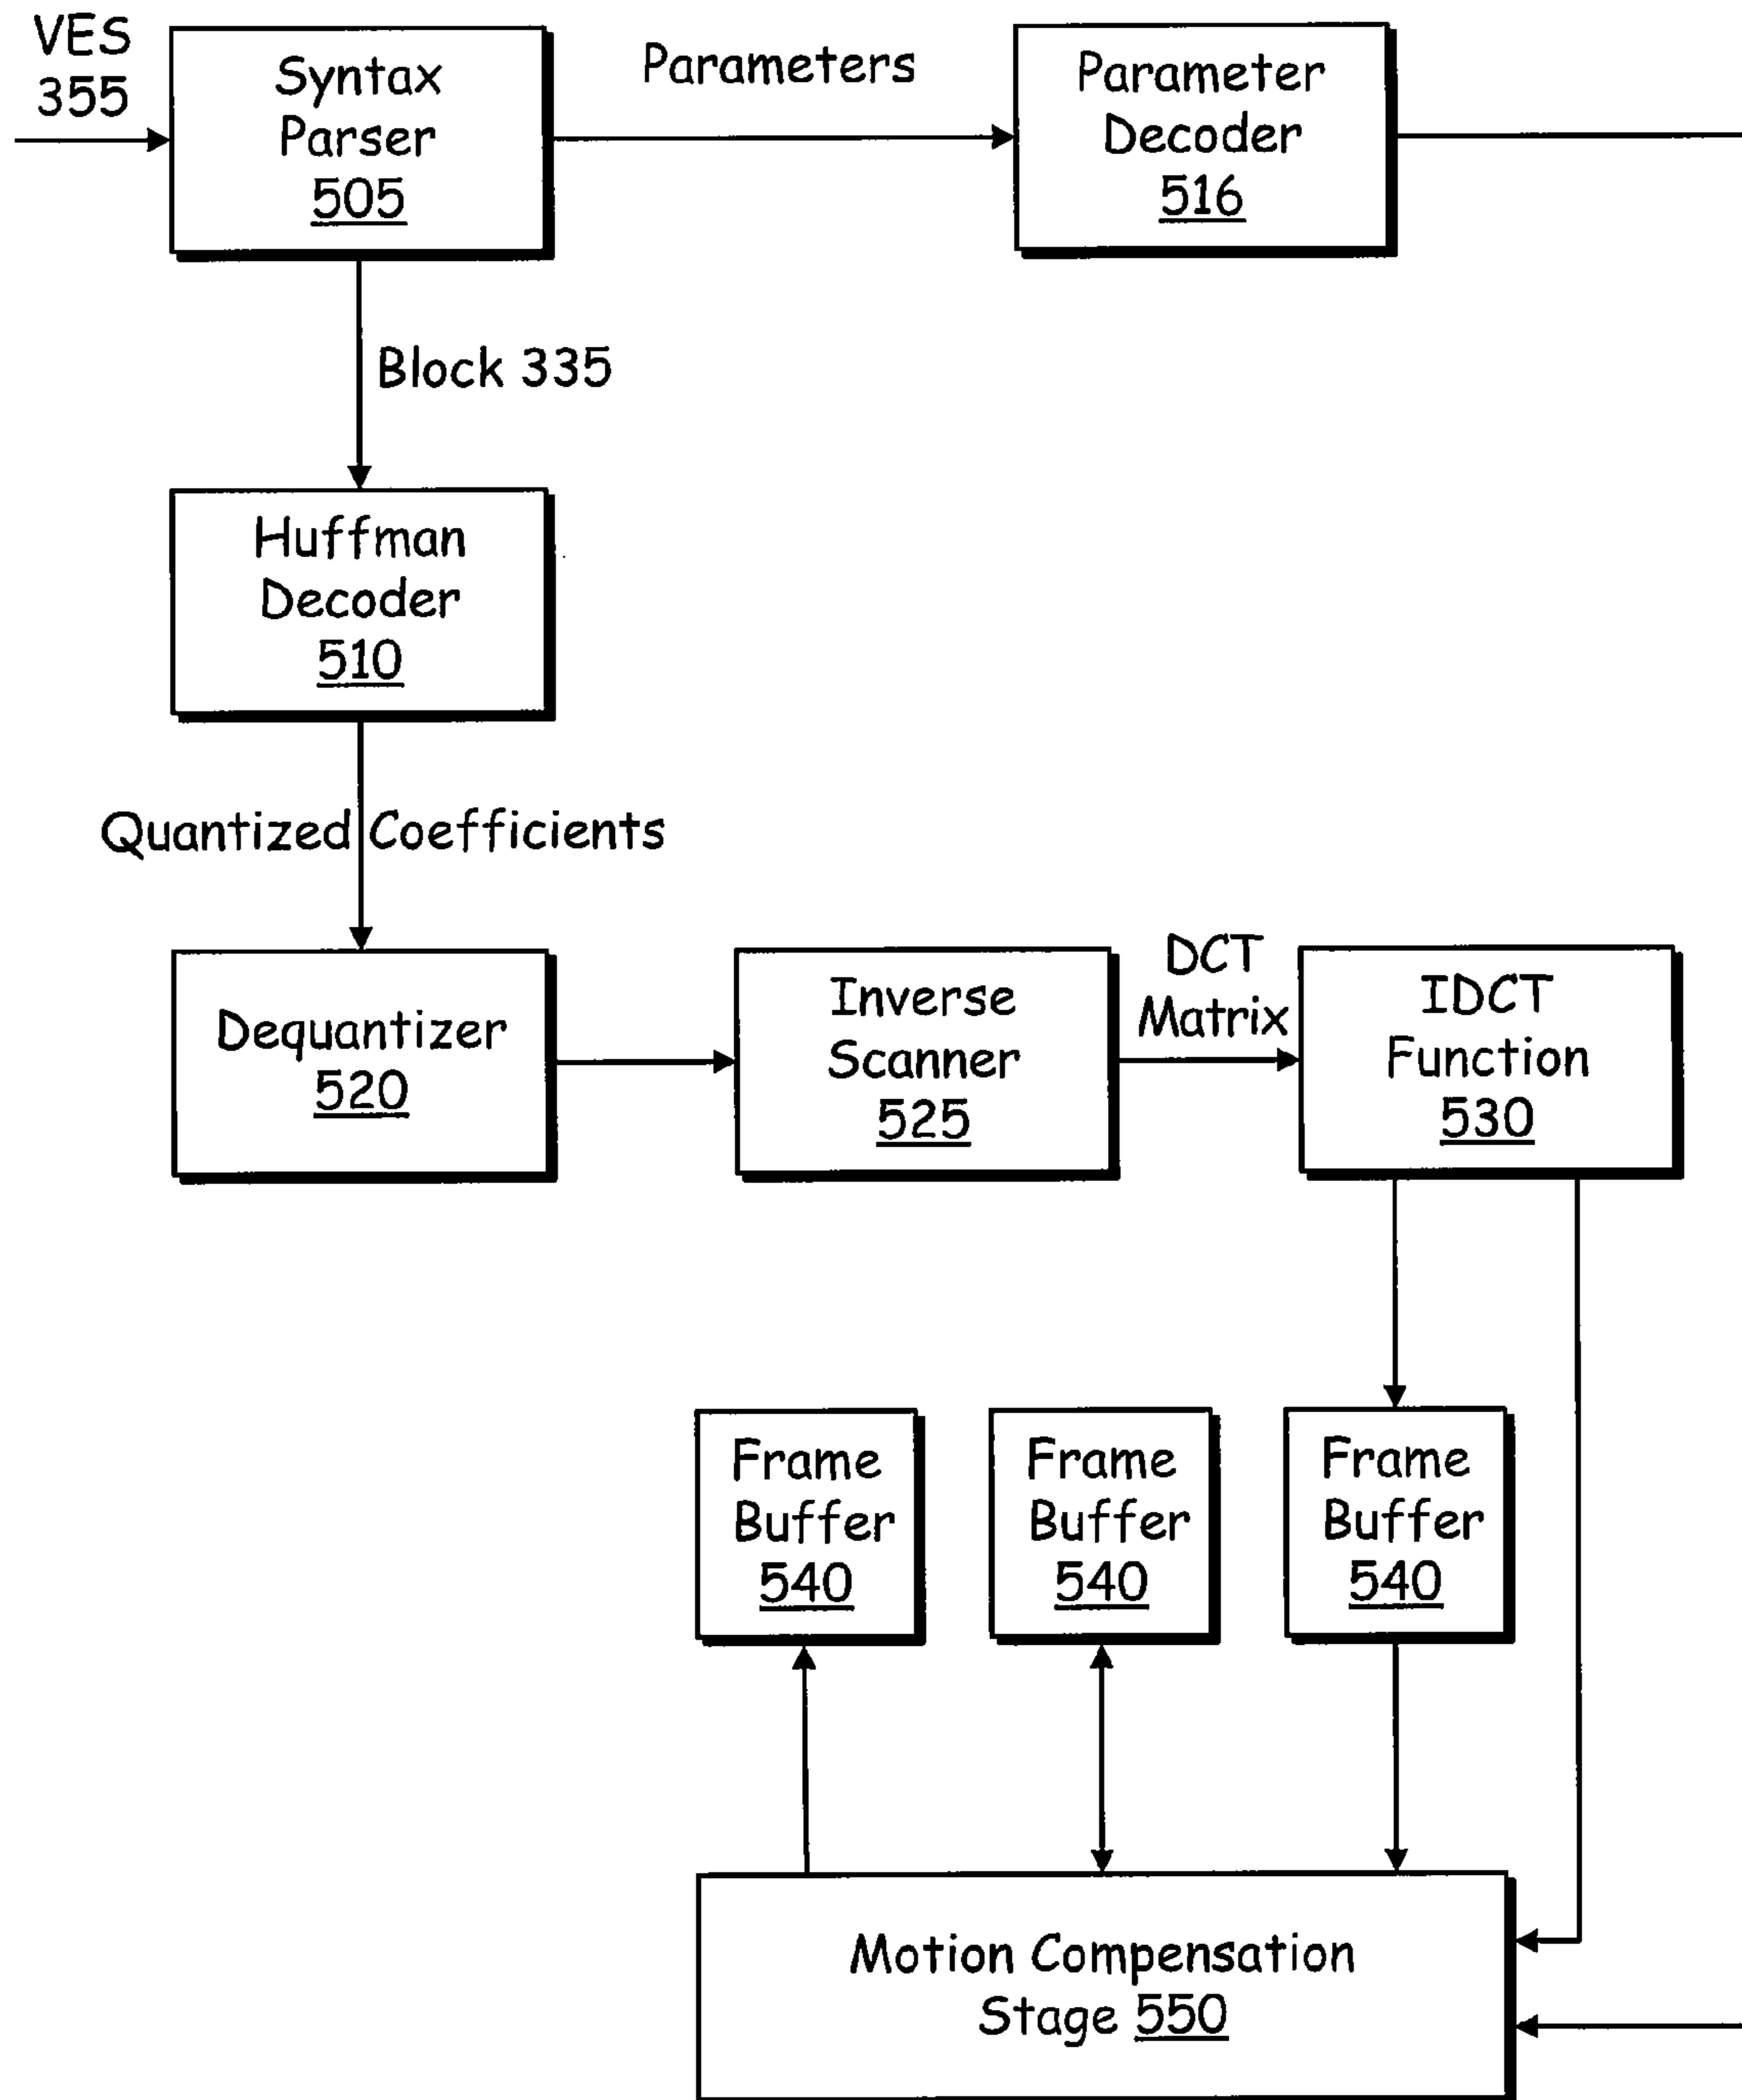 VES
355
Syntax
Parser
505
Parameters
Parameter
Decoder
516
Block 335
Huffman
Decoder
510
Quantized Coefficients
Dequantizer
520
Inverse
Scanner
525
DCT
Matrix
IDCT
Function
530
Frame
Buffer
540
Frame
Buffer
540
Frame
Buffer
540
Motion Compensation
Stage 550